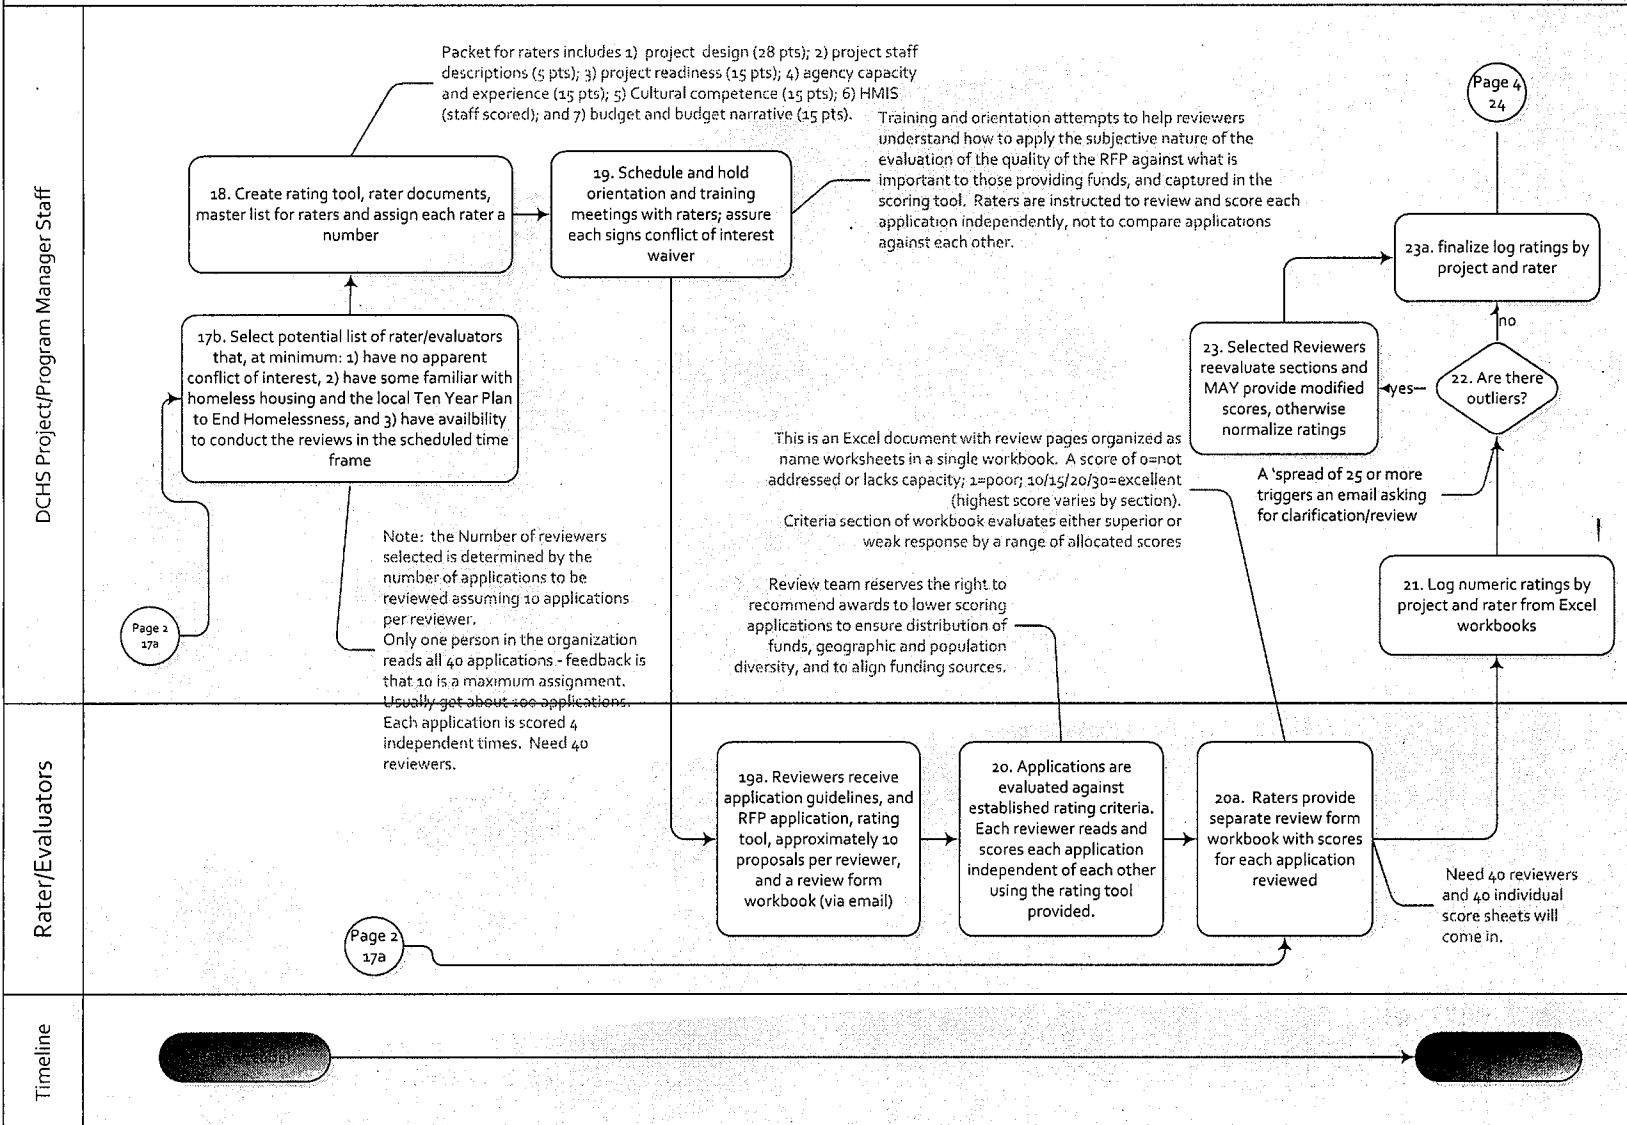 DCHS Project/Program Manager Staff
Packet for raters includes 1) project design (28 pts); 2) project staff
descriptions (5 pts); 3) project readiness (15 pts); 4) agency capacity
and experience (15 pts); 5) Cultural competence (15 pts); 6) HMIS
(staff scored); and 7) budget and budget narrative (15 pts).
Training and orientation attempts to help reviewers
understand how to apply the subjective nature of the
evaluation of the quality of the RFP against what is
important to those providing funds, and captured in the
scoring tool. Raters are instructed to review and score each
application independently, not to compare applications
against each other.
Page 4
24
18. Create rating tool, rater documents,
master list for raters and assign each rater a
number
19. Schedule and hold
orientation and training
meetings with raters; assure
each signs conflict of interest
waiver
23a. finalize log ratings by
project and rater
no
17b. Select potential list of rater/evaluators
that, at minimum: 1) have no apparent
conflict of interest, 2) have some familiar with
homeless housing and the local Ten Year Plan
to End Homelessness, and 3) have availbility
to conduct the reviews in the scheduled time
frame
23. Selected Reviewers
reevaluate sections and
MAY provide modified
scores, otherwise
normalize ratings
yes
22. Are there
outliers?
This is an Excel document with review pages organized as
name worksheets in a single workbook. A score of 0=not
addressed or lacks capacity; 1=poor; 10/15/20/30=excellent
(highest score varies by section).
Criteria section of workbook evaluates either superior or
weak response by a range of allocated scores
A 'spread of 25 or more
triggers an email asking
for clarification/review
Note: the Number of reviewers
selected is determined by the
number of applications to be
reviewed assuming 10 applications
per reviewer.
Only one person in the organization
reads all 40 applications - feedback is
that 10 is a maximum assignment.
Usually get about 100 applications.
Each application is scored 4
independent times. Need 40
reviewers.
Review team reserves the right to
recommend awards to lower scoring
applications to ensure distribution of
funds, geographic and population
diversity, and to align funding sources.
21. Log numeric ratings by
project and rater from Excel
workbooks
Page 2
17a
Rater/Evaluators
19a. Reviewers receive
application guidelines, and
RFP application, rating
tool, approximately 10
proposals per reviewer,
and a review form
workbook (via email)
20. Applications are
evaluated against
established rating criteria.
Each reviewer reads and
scores each application
independent of each other
using the rating tool
provided.
20a. Raters provide
separate review form
workbook with scores
for each application
reviewed
Need 40 reviewers
and 40 individual
score sheets will
come in.
Page 2
17a
Timeline